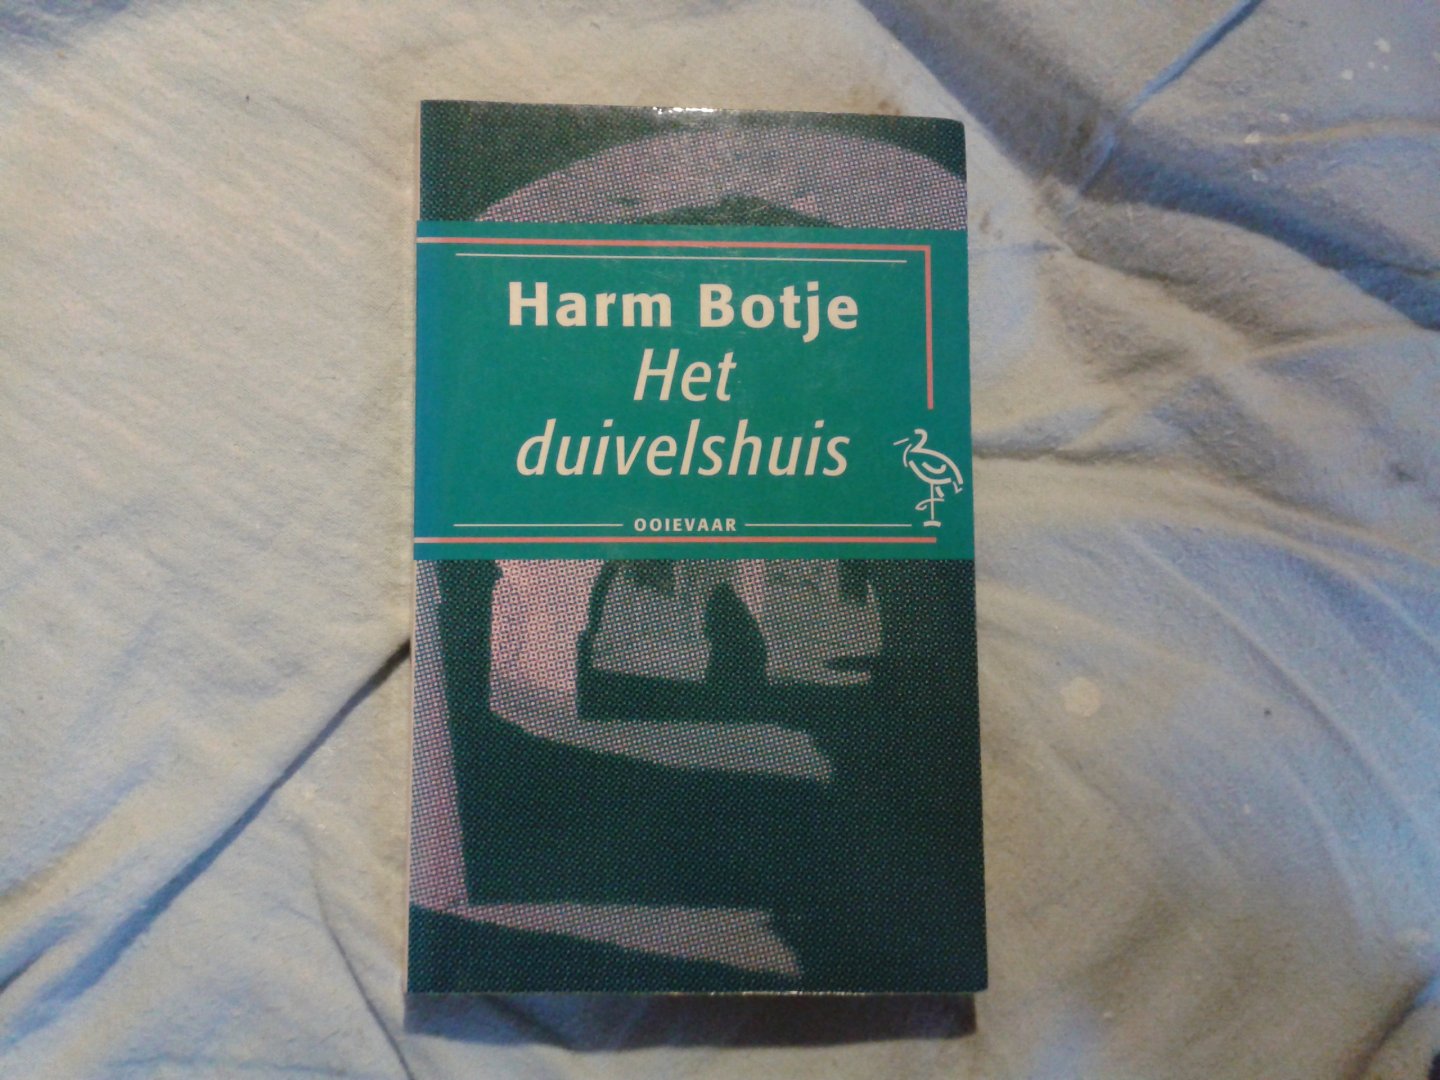 Harm Botje
Het
duivelshuis
OOIEVAAR